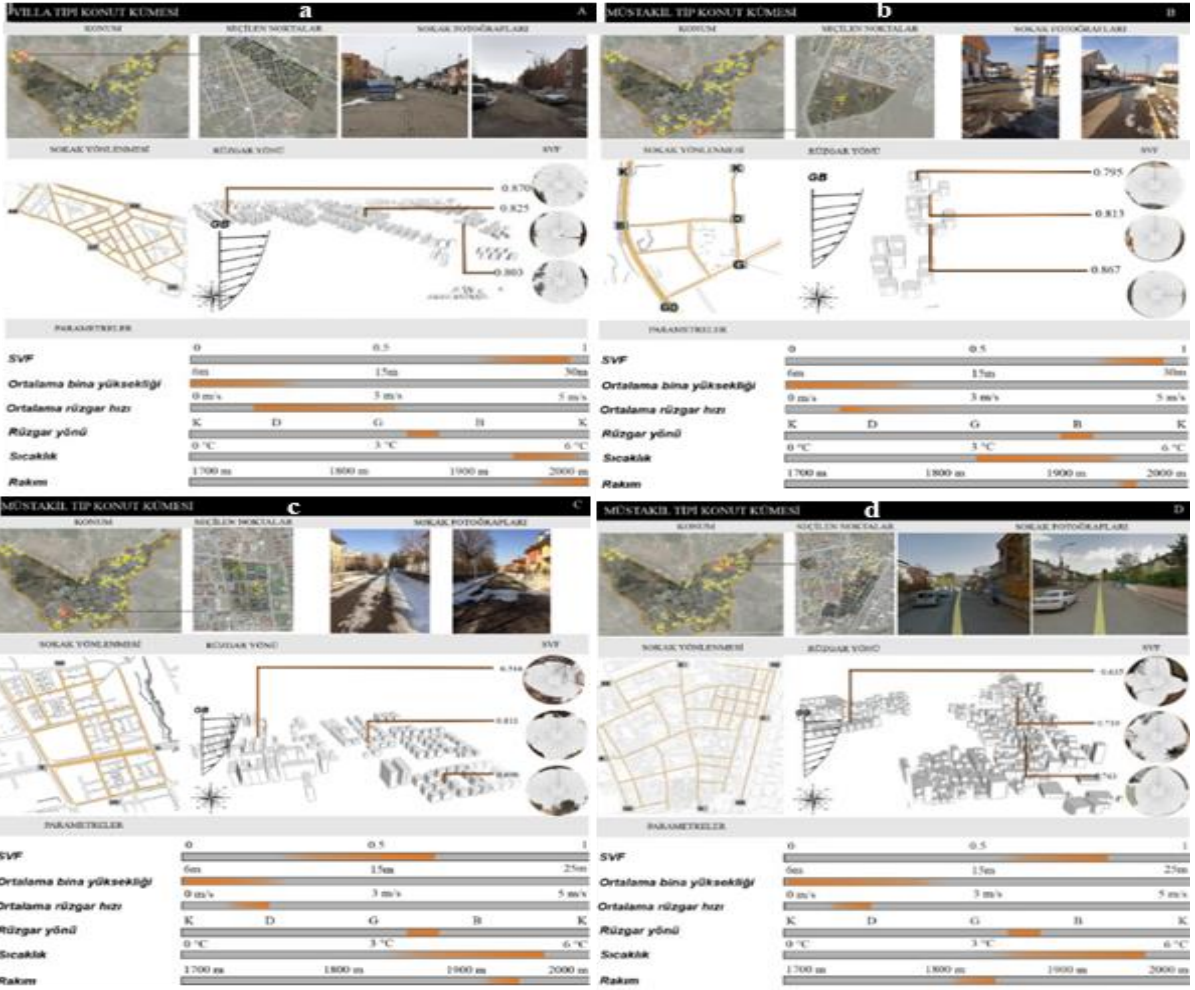 VİLLA TİPİ KONUT KÜMESİ a A
KONUM SEÇİLEN NOKTALAR SOKAK FOTOĞRAFLARI
SOKAK YÖNLENMESİ RÜZGAR YÖNÜ SVF
0.870
0.825
GB
0.803
PARAMETRELER
0 0.5 1
SVF
6m 15m 30m
Ortalama bina yüksekliği
0 m/s 3 m/s 5 m/s
Ortalama rüzgar hızı
K D G B K
Rüzgar yönü
0 °C 3 °C 6 °C
Sıcaklık
1700 m 1800 m 1900 m 2000 m
Rakım
MÜSTAKİL TİP KONUT KÜMESİ b B
KONUM SEÇİLEN NOKTALAR SOKAK FOTOĞRAFLARI
SOKAK YÖNLENMESİ RÜZGAR YÖNÜ SVF
K K
GB
0.795
B D
0.813
G
0.867
GD
PARAMETRELER
0 0.5 1
SVF
6m 15m 30m
Ortalama bina yüksekliği
0 m/s 3 m/s 5 m/s
Ortalama rüzgar hızı
K D G B K
Rüzgar yönü
0 °C 3 °C 6 °C
Sıcaklık
1700 m 1800 m 1900 m 2000 m
Rakım
MÜSTAKİL TİP KONUT KÜMESİ c C
KONUM SEÇİLEN NOKTALAR SOKAK FOTOĞRAFLARI
SOKAK YÖNLENMESİ RÜZGAR YÖNÜ SVF
GB
PARAMETRELER
0 0.5 1
SVF
6m 15m 25m
Ortalama bina yüksekliği
0 m/s 3 m/s 5 m/s
Ortalama rüzgar hızı
K D G B K
Rüzgar yönü
0 °C 3 °C 6 °C
Sıcaklık
1700 m 1800 m 1900 m 2000 m
Rakım
MÜSTAKİL TİPİ KONUT KÜMESİ d D
KONUM SEÇİLEN NOKTALAR SOKAK FOTOĞRAFLARI
SOKAK YÖNLENMESİ RÜZGAR YÖNÜ SVF
PARAMETRELER
0 0.5 1
SVF
6m 15m 25m
Ortalama bina yüksekliği
0 m/s 3 m/s 5 m/s
Ortalama rüzgar hızı
K D G B K
Rüzgar yönü
0 °C 3 °C 6 °C
Sıcaklık
1700 m 1800 m 1900 m 2000 m
Rakım